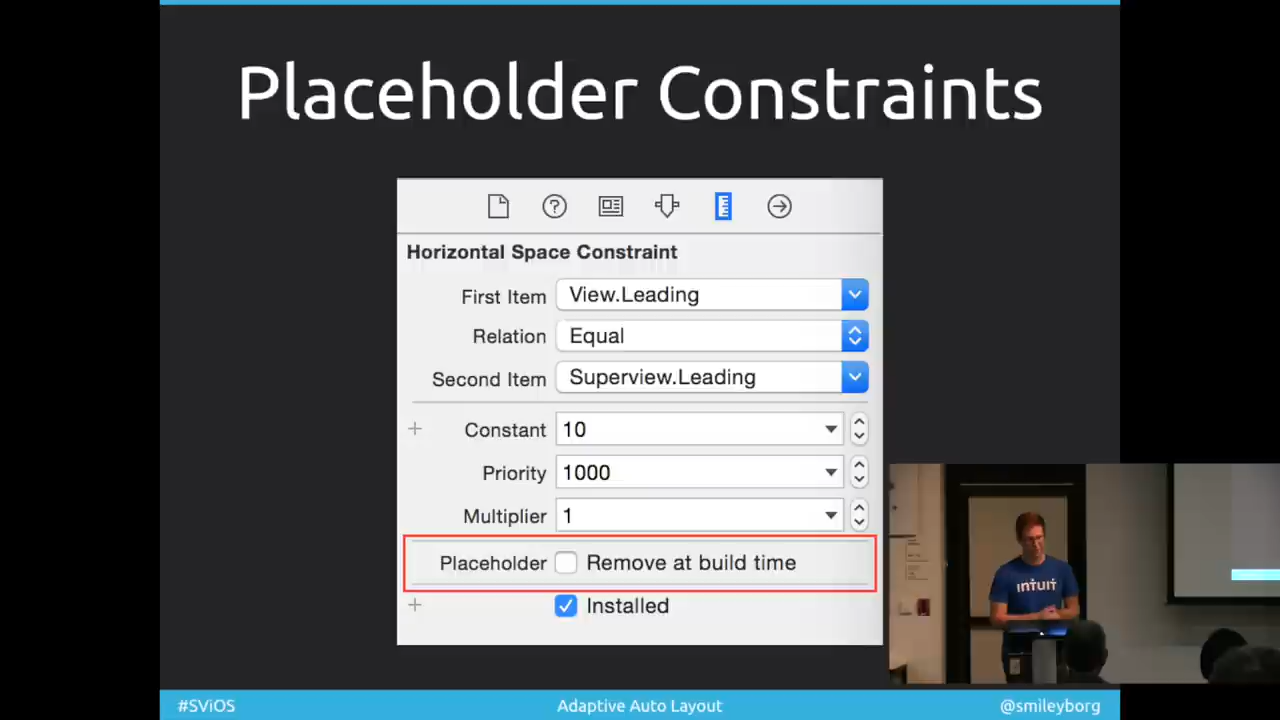 Placeholder Constraints
Horizontal Space Constraint
First Item View.Leading
Relation Equal
Second Item Superview.Leading
Constant 10
Priority 1000
Multiplier 1
Placeholder Remove at build time
Installed
INTUIT
#SViOS Adaptive Auto Layout @smileyborg